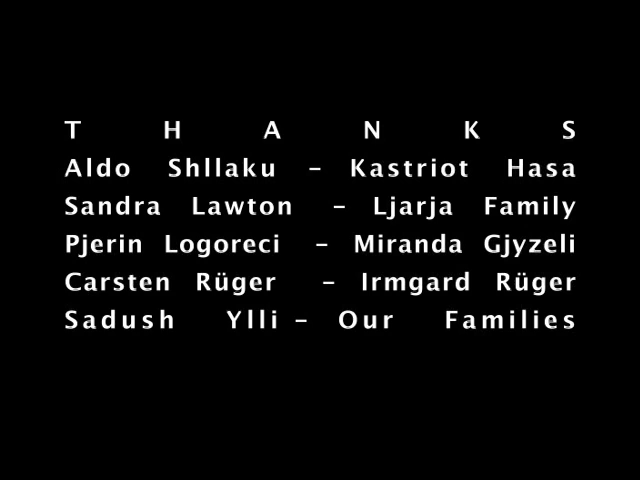 T H A N K S
Aldo Shllaku – Kastriot Hasa
Sandra Lawton – Ljarja Family
Pjerin Logoreci – Miranda Gjyzeli
Carsten Rüger – Irmgard Rüger
Sadush Ylli – Our Families